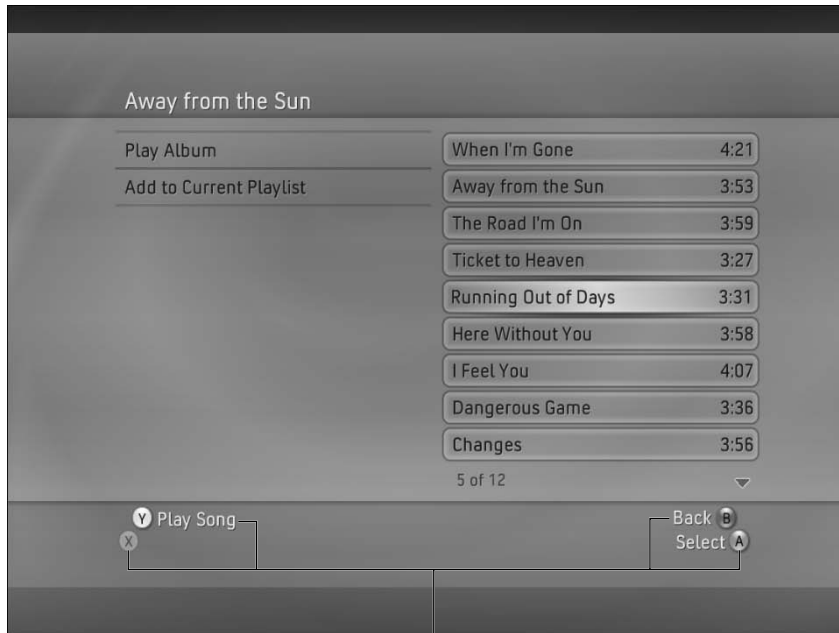 Away from the Sun
Play Album
Add to Current Playlist
When I'm Gone 4:21
Away from the Sun 3:53
The Road I'm On 3:59
Ticket to Heaven 3:27
Running Out of Days 3:31
Here Without You 3:58
I Feel You 4:07
Dangerous Game 3:36
Changes 3:56
5 of 12
Y Play Song
X
Back B
Select A